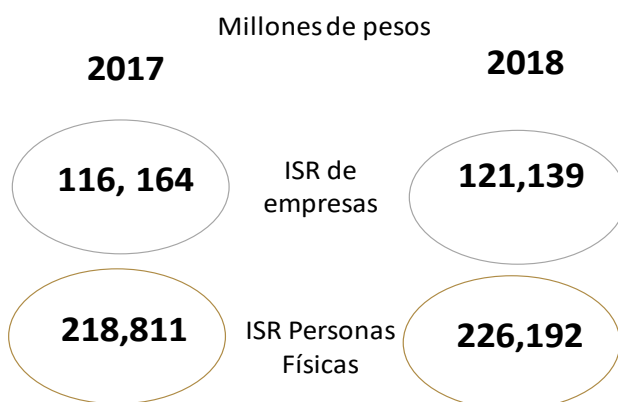 Millones de pesos
2017
2018
116, 164
ISR de
empresas
121,139
218,811
ISR Personas
Físicas
226,192